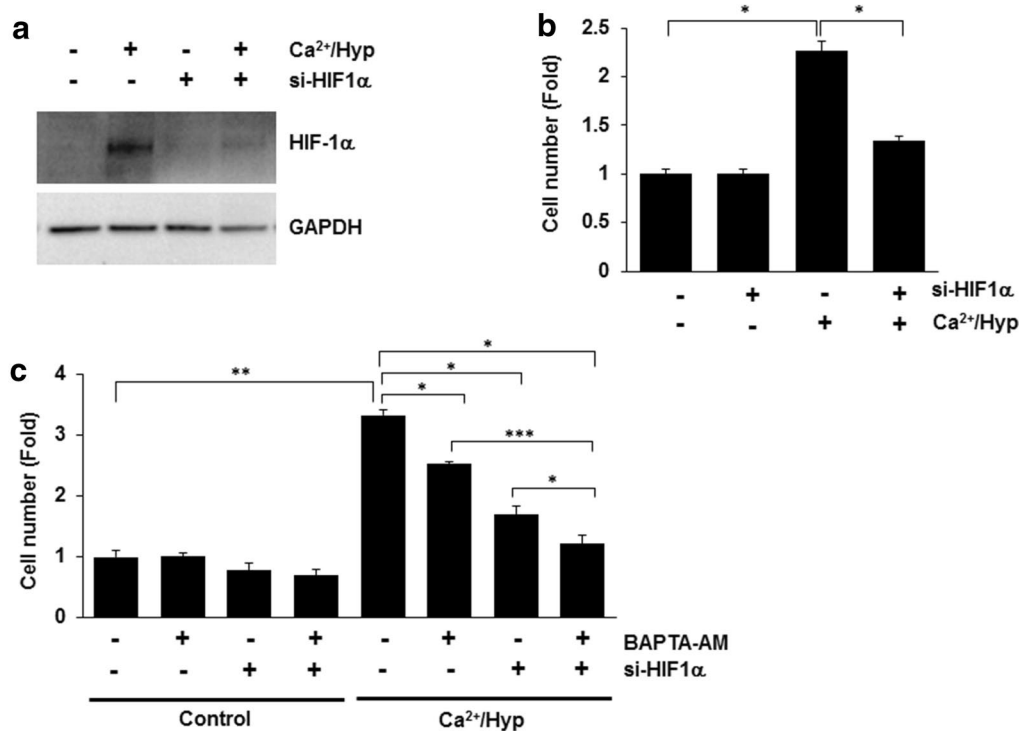 a
- + - + Ca²⁺/Hyp
- - + + si-HIF1α
HIF-1α
GAPDH
b
* *
2.5
2
1.5
1
0.5
0
Cell number (Fold)
- + - + si-HIF1α
- - + + Ca²⁺/Hyp
c
*
** *
*
***
*
4
3
2
1
0
Cell number (Fold)
- + - + - + - + BAPTA-AM
- - + + - - + + si-HIF1α
Control Ca²⁺/Hyp